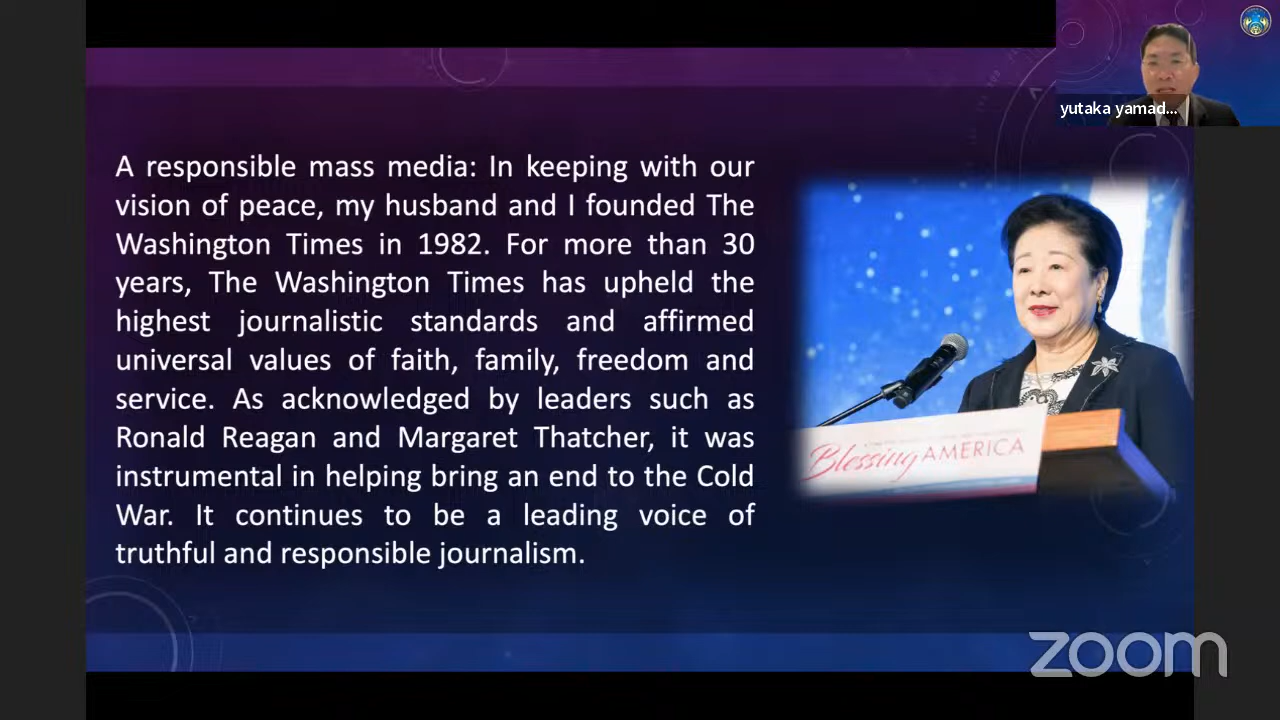 yutaka yamad...
A responsible mass media: In keeping with our
vision of peace, my husband and I founded The
Washington Times in 1982. For more than 30
years, The Washington Times has upheld the
highest journalistic standards and affirmed
universal values of faith, family, freedom and
service. As acknowledged by leaders such as
Ronald Reagan and Margaret Thatcher, it was
instrumental in helping bring an end to the Cold
War. It continues to be a leading voice of
truthful and responsible journalism.
Blessing AMERICA
zoom